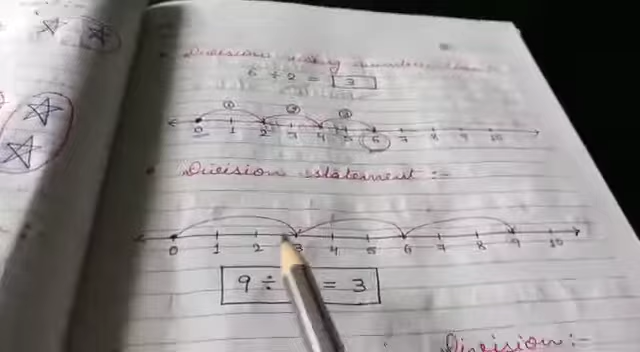 Division using number line
6 ÷ 2 = 3
① ② ③
0 1 2 3 4 5 6 7 8 9 10
Division statement :-
0 1 2 3 4 5 6 7 8 9 10
9 ÷ = 3
Division :-